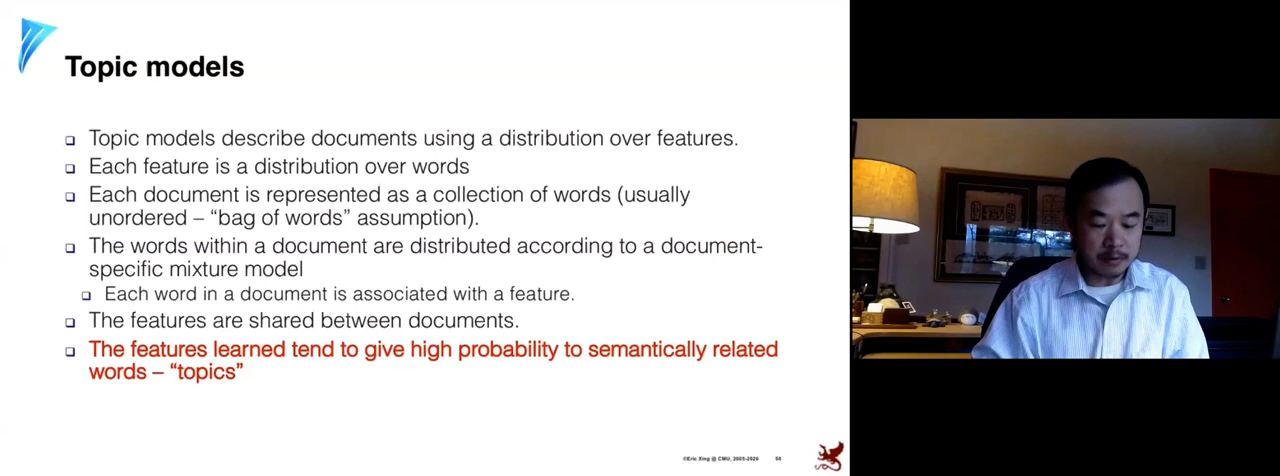 Topic models
Topic models describe documents using a distribution over features.
Each feature is a distribution over words
Each document is represented as a collection of words (usually
unordered – “bag of words” assumption).
The words within a document are distributed according to a document-
specific mixture model
Each word in a document is associated with a feature.
The features are shared between documents.
The features learned tend to give high probability to semantically related
words – “topics”
©Eric Xing @ CMU, 2005-2020